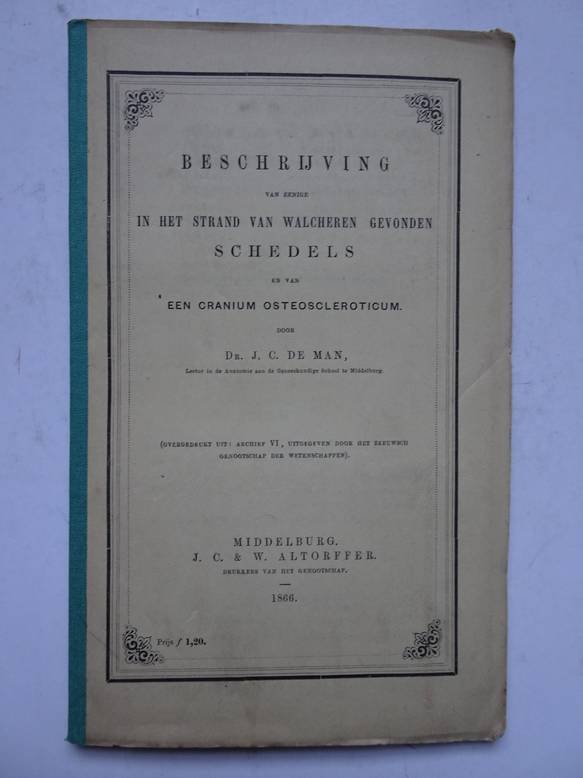 BESCHRIJVING
VAN EENIGE
IN HET STRAND VAN WALCHEREN GEVONDEN
SCHEDELS
EN VAN
EEN CRANIUM OSTEOSCLEROTICUM.
DOOR
DR. J. C. DE MAN,
Lector in de Anatomie aan de Geneeskundige School te Middelburg.
(OVERGEDRUKT UIT: ARCHIEF VI, UITGEGEVEN DOOR HET ZEEUWSCH
GENOOTSCHAP DER WETENSCHAPPEN).
MIDDELBURG.
J. C. & W. ALTORFFER.
DRUKKERS VAN HET GENOOTSCHAP.
1866.
Prijs ƒ 1,20.